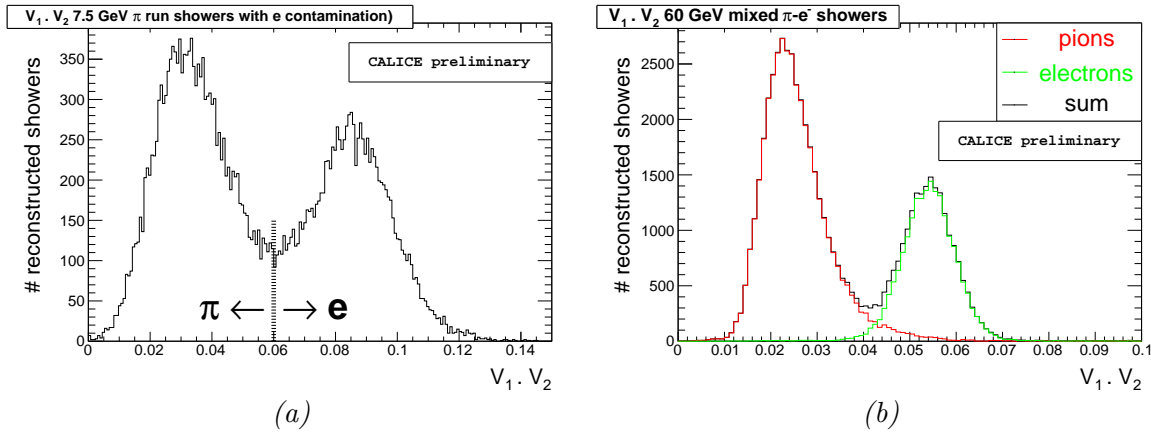 V1 . V2 7.5 GeV π run showers with e contamination)
# reconstructed showers
350
300
250
200
150
100
50
0
CALICE preliminary
π ← → e
0 0.02 0.04 0.06 0.08 0.1 0.12 0.14
V1 . V2
(a)
V1 . V2 60 GeV mixed π-e- showers
# reconstructed showers
2500
2000
1500
1000
500
0
pions
electrons
sum
CALICE preliminary
0 0.01 0.02 0.03 0.04 0.05 0.06 0.07 0.08 0.09 0.1
V1 . V2
(b)